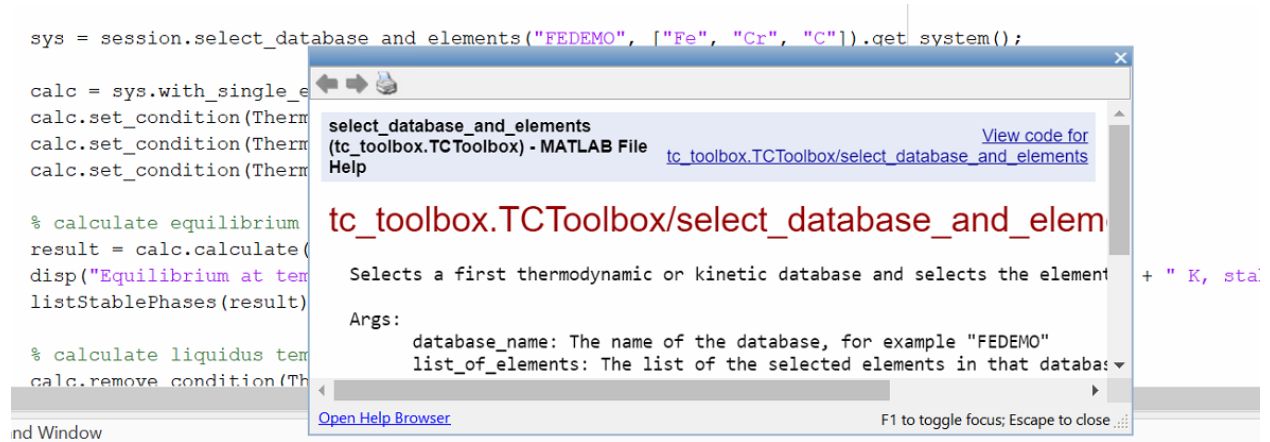 sys = session.select_database_and_elements("FEDEMO", ["Fe", "Cr", "C"]).get_system();
calc = sys.with_single_e
calc.set_condition(Therm
calc.set_condition(Therm
calc.set_condition(Therm
% calculate equilibrium
result = calc.calculate(
disp("Equilibrium at tem
+ " K, sta
listStablePhases(result)
% calculate liquidus tem
calc.remove_condition(Th
nd Window
select_database_and_elements
(tc_toolbox.TCToolbox) - MATLAB File
Help
View code for
tc_toolbox.TCToolbox/select_database_and_elements
tc_toolbox.TCToolbox/select_database_and_elem
Selects a first thermodynamic or kinetic database and selects the element
Args:
database_name: The name of the database, for example "FEDEMO"
list_of_elements: The list of the selected elements in that databas
Open Help Browser
F1 to toggle focus; Escape to close